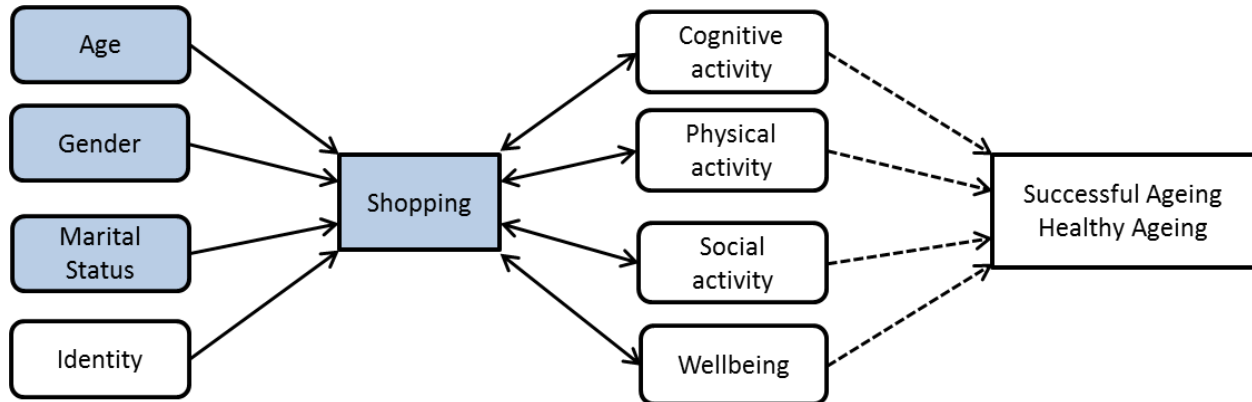 Age
Gender
Marital
Status
Identity
Shopping
Cognitive
activity
Physical
activity
Social
activity
Wellbeing
Successful Ageing
Healthy Ageing